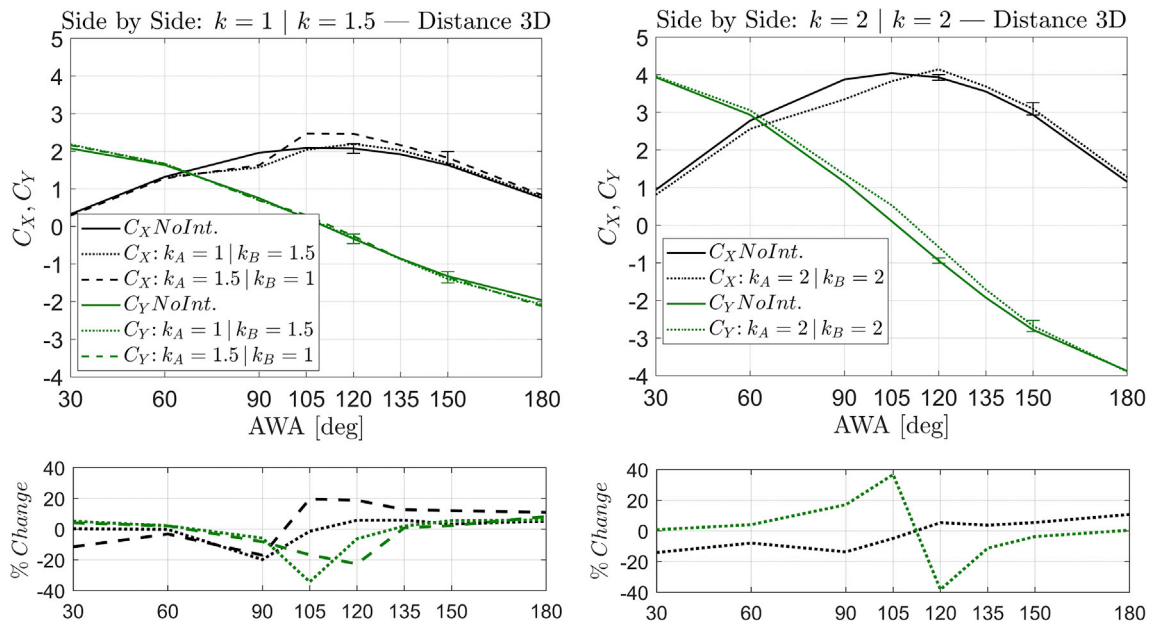 Side by Side: k = 1 | k = 1.5 — Distance 3D
5
4
3
2
1
0
-1
-2
-3
-4
C_X, C_Y
C_X NoInt.
C_X: k_A = 1 | k_B = 1.5
C_X: k_A = 1.5 | k_B = 1
C_Y NoInt.
C_Y: k_A = 1 | k_B = 1.5
C_Y: k_A = 1.5 | k_B = 1
30 60 90 105 120 135 150 180
AWA [deg]
Side by Side: k = 2 | k = 2 — Distance 3D
5
4
3
2
1
0
-1
-2
-3
-4
C_X, C_Y
C_X NoInt.
C_X: k_A = 2 | k_B = 2
C_Y NoInt.
C_Y: k_A = 2 | k_B = 2
30 60 90 105 120 135 150 180
AWA [deg]
40
20
0
-20
-40
% Change
30 60 90 105 120 135 150 180
40
20
0
-20
-40
% Change
30 60 90 105 120 135 150 180